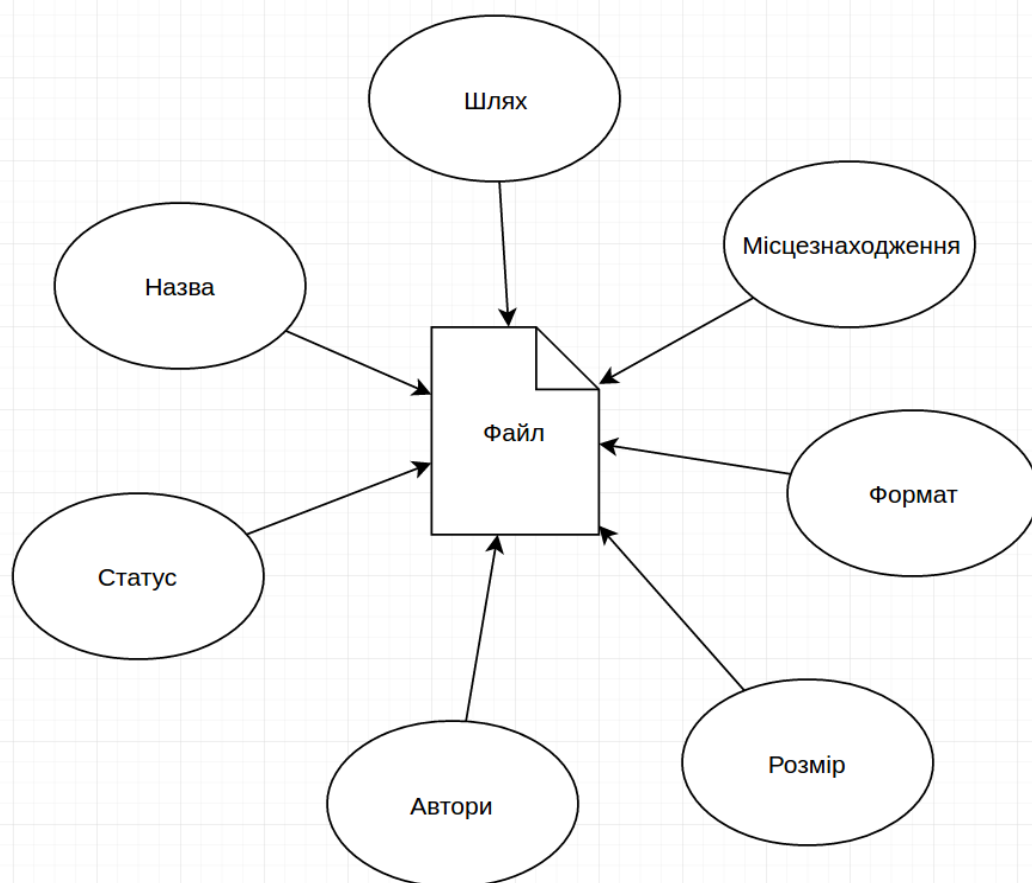 Шлях
Місцезнаходження
Назва
Файл
Формат
Статус
Розмір
Автори